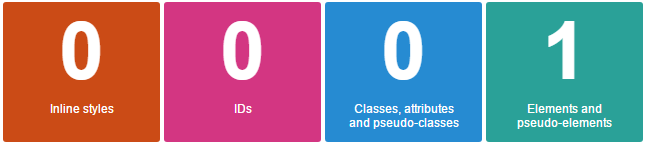 0
Inline styles
0
IDs
0
Classes, attributes
and pseudo-classes
1
Elements and
pseudo-elements